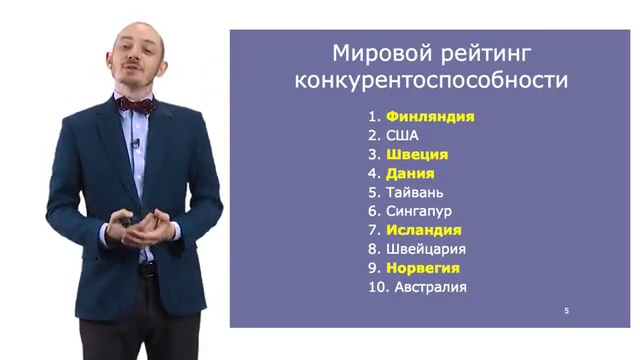 Мировой рейтинг
конкурентоспособности
1. Финляндия
2. США
3. Швеция
4. Дания
5. Тайвань
6. Сингапур
7. Исландия
8. Швейцария
9. Норвегия
10. Австралия
5